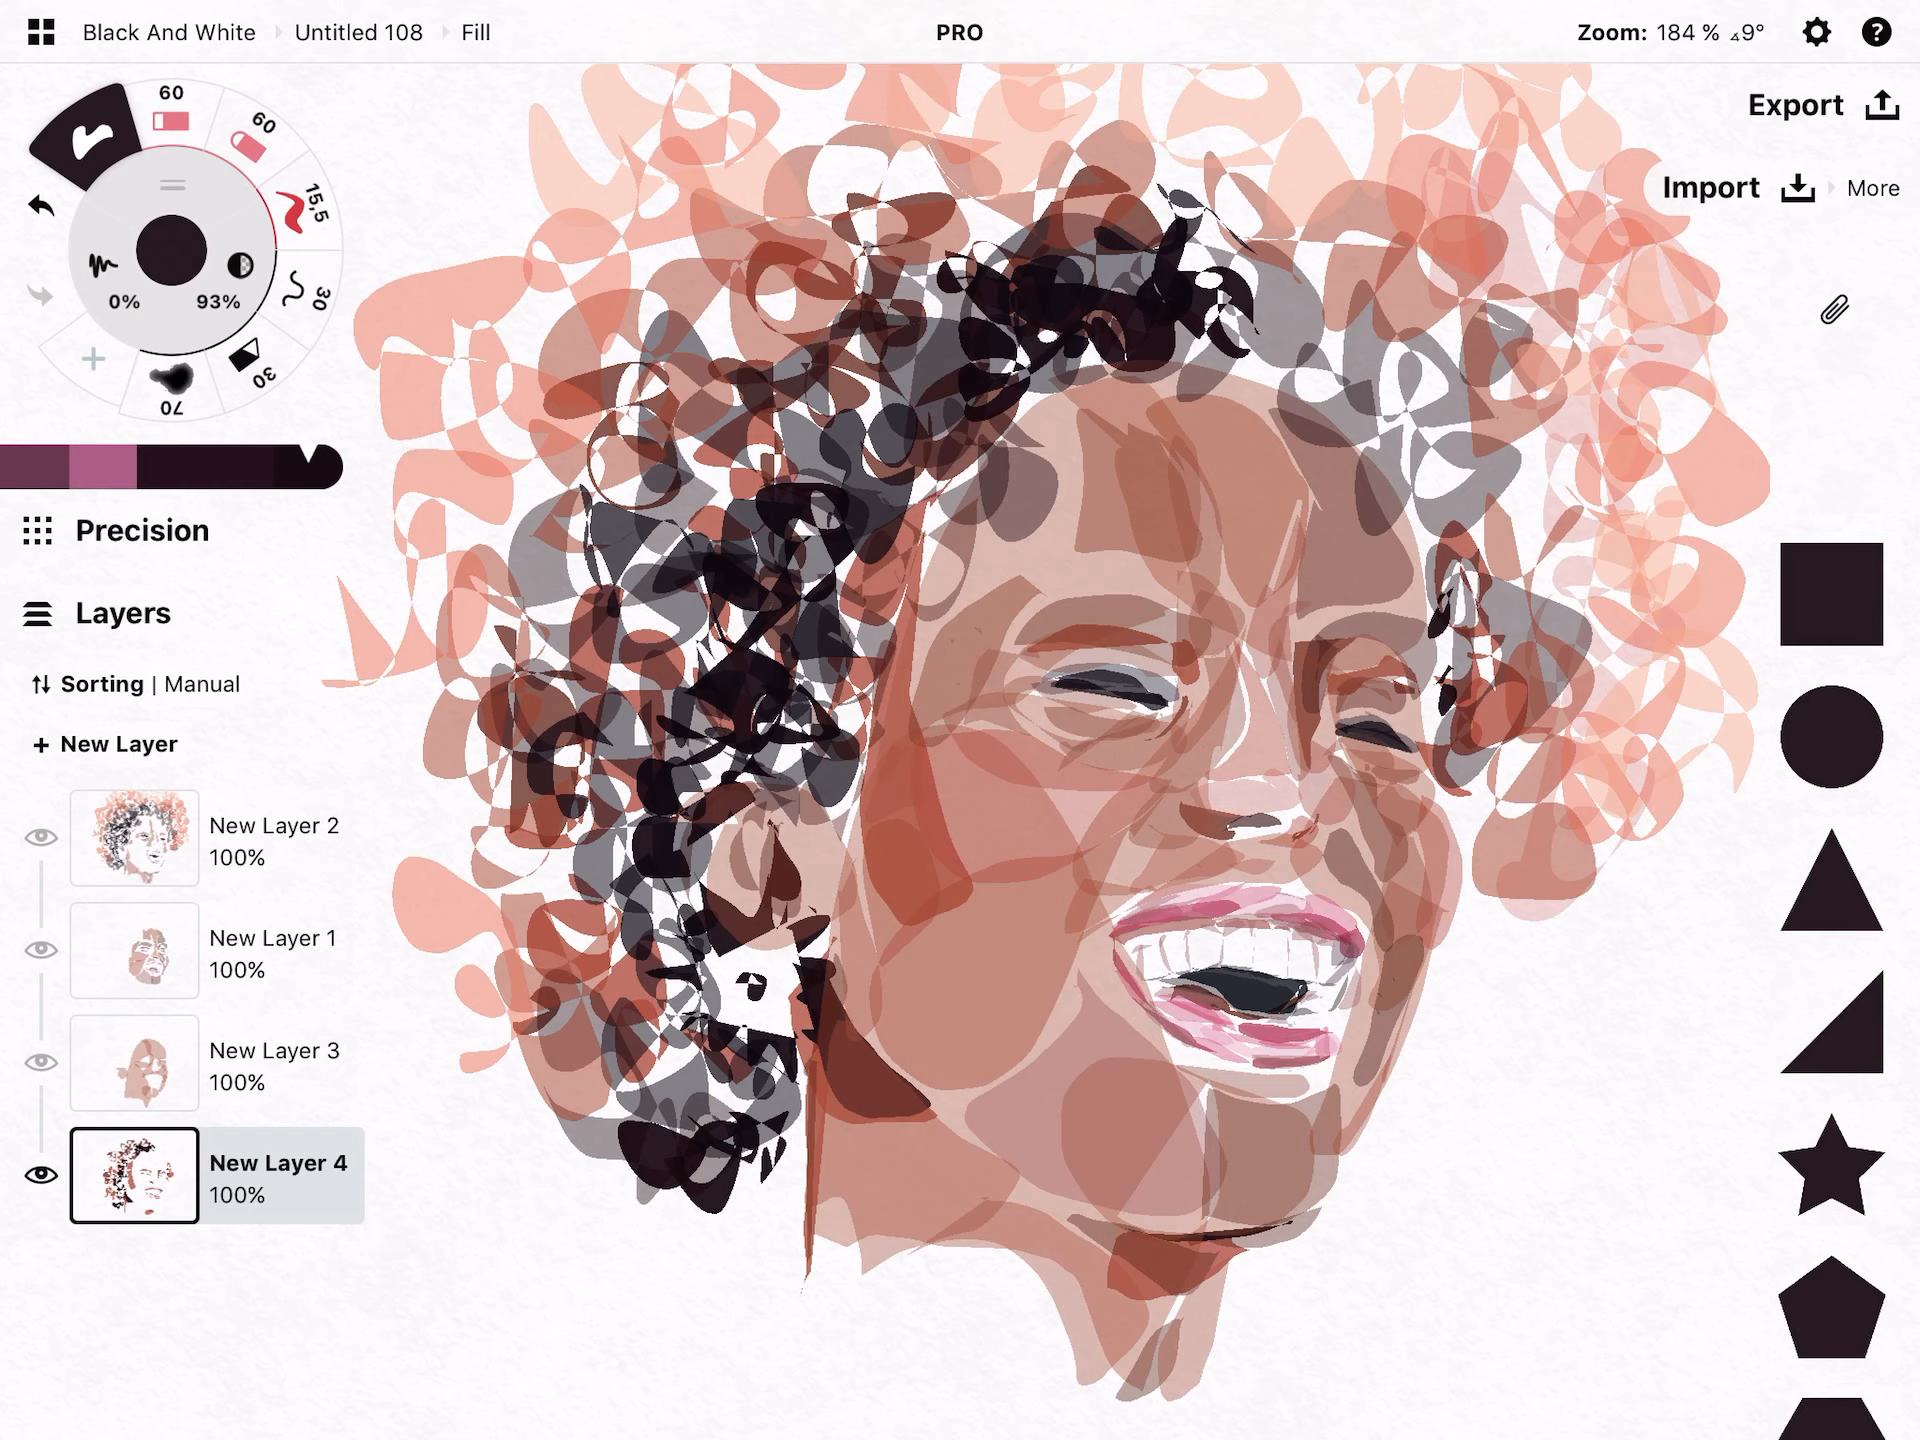 Black And White
Untitled 108
Fill
PRO
Zoom: 184 % ⦟9°
60
60
15,5
30
30
70
0%
93%
Export
Import
More
Precision
Layers
Sorting | Manual
+ New Layer
New Layer 2
100%
New Layer 1
100%
New Layer 3
100%
New Layer 4
100%